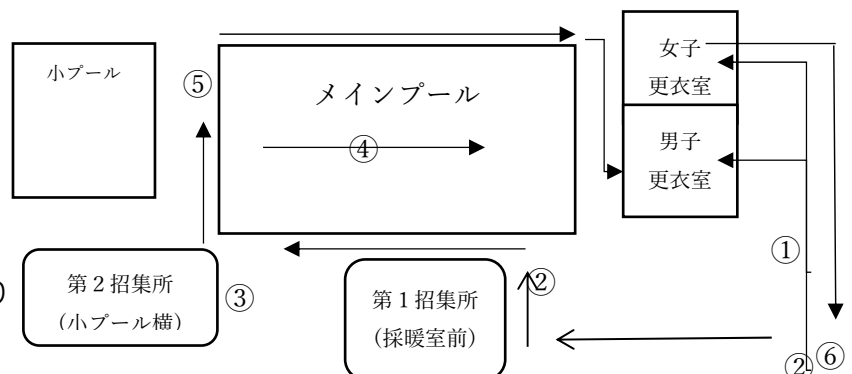 小プール
⑤
メインプール
④
女子
更衣室
男子
更衣室
①
第2招集所
(小プール横)
③
第1招集所
(採暖室前)
②
②
⑥